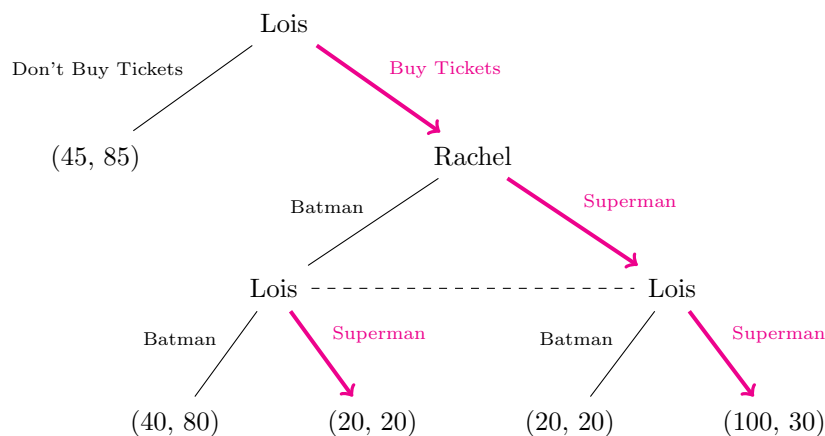 Lois
Don't Buy Tickets
Buy Tickets
(45, 85)
Rachel
Batman
Superman
Lois
Lois
Batman
Superman
Batman
Superman
(40, 80)
(20, 20)
(20, 20)
(100, 30)